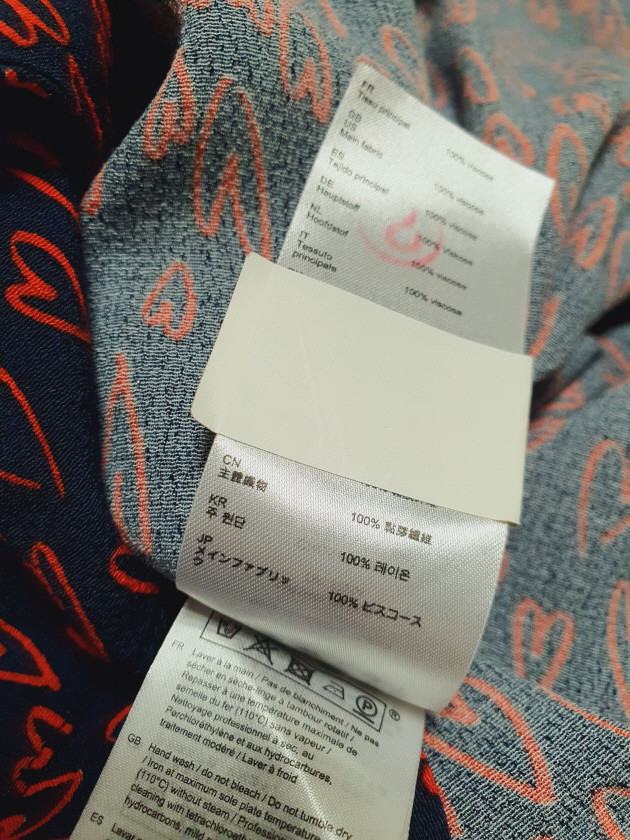 FR
Tissu principal 100% viscose
GB
US
Main fabric 100% viscose
ES
Tejido principal 100% viscose
DE
Hauptstoff 100% viscose
NL
Hoofdstof 100% viscosa
IT
Tessuto
principale 100% viscosa
CN
主體織物 100% 黏膠纖維
KR
주 원단 100% 레이온
JP
メインファブリッ
ク 100% ビスコース
P ®
FR Laver à la main / Pas de blanchiment / Ne pas
sécher en sèche-linge à tambour rotatif /
Repasser à une température maximale de
semelle du fer (110°C) sans vapeur /
Nettoyage professionnel à sec, au
Perchloréthylène et aux hydrocarbures,
traitement modéré / Laver à froid
GB Hand wash / do not bleach / Do not tumble dry
/ Iron at maximum sole plate temperature
(110°C) without steam / Profession
cleaning with tetrachloroet
hydrocarbons, mild
ES Lavar a